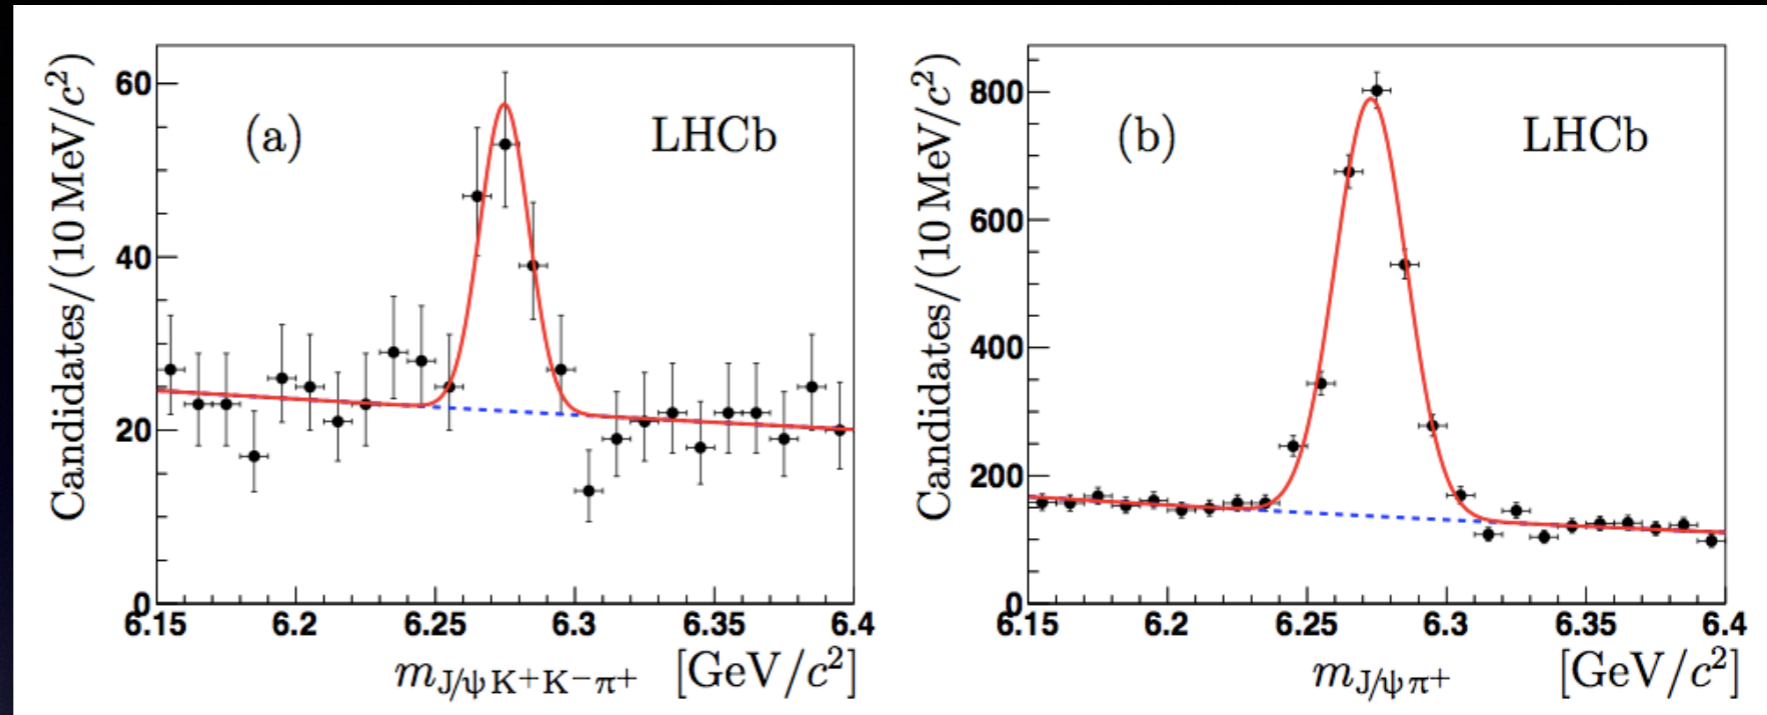 Candidates/(10 MeV/c²)
60
40
20
0
(a)
LHCb
6.15
6.2
6.25
6.3
6.35
6.4
m_J/ψ K⁺K⁻π⁺ [GeV/c²]
Candidates/(10 MeV/c²)
800
600
400
200
0
(b)
LHCb
6.15
6.2
6.25
6.3
6.35
6.4
m_J/ψ π⁺ [GeV/c²]